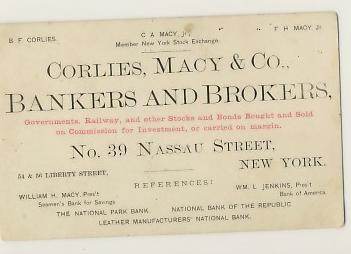 B. F. CORLIES. C A MACY, Jr., F H MACY, Jr.
Member New York Stock Exchange.
CORLIES, MACY & CO.,
BANKERS AND BROKERS,
Governments, Railway, and other Stocks and Bonds Bought and Sold
on Commission for Investment, or carried on margin.
No. 39 NASSAU STREET,
54 & 56 LIBERTY STREET, NEW YORK.
REFERENCES:
WILLIAM H. MACY, Pres't WM. L. JENKINS, Pres't
Seamen's Bank for Savings Bank of America.
THE NATIONAL PARK BANK. NATIONAL BANK OF THE REPUBLIC
LEATHER MANUFACTURERS' NATIONAL BANK.